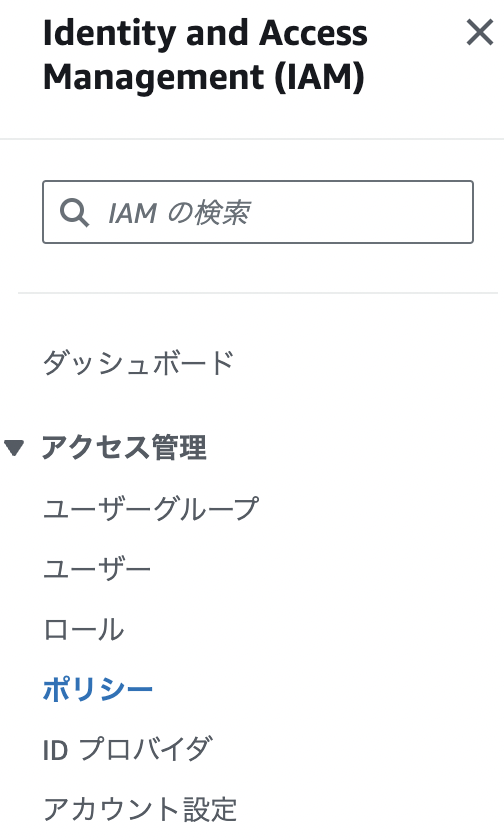 Identity and Access
Management (IAM)
IAM の検索
ダッシュボード
アクセス管理
ユーザーグループ
ユーザー
ロール
ポリシー
ID プロバイダ
アカウント設定